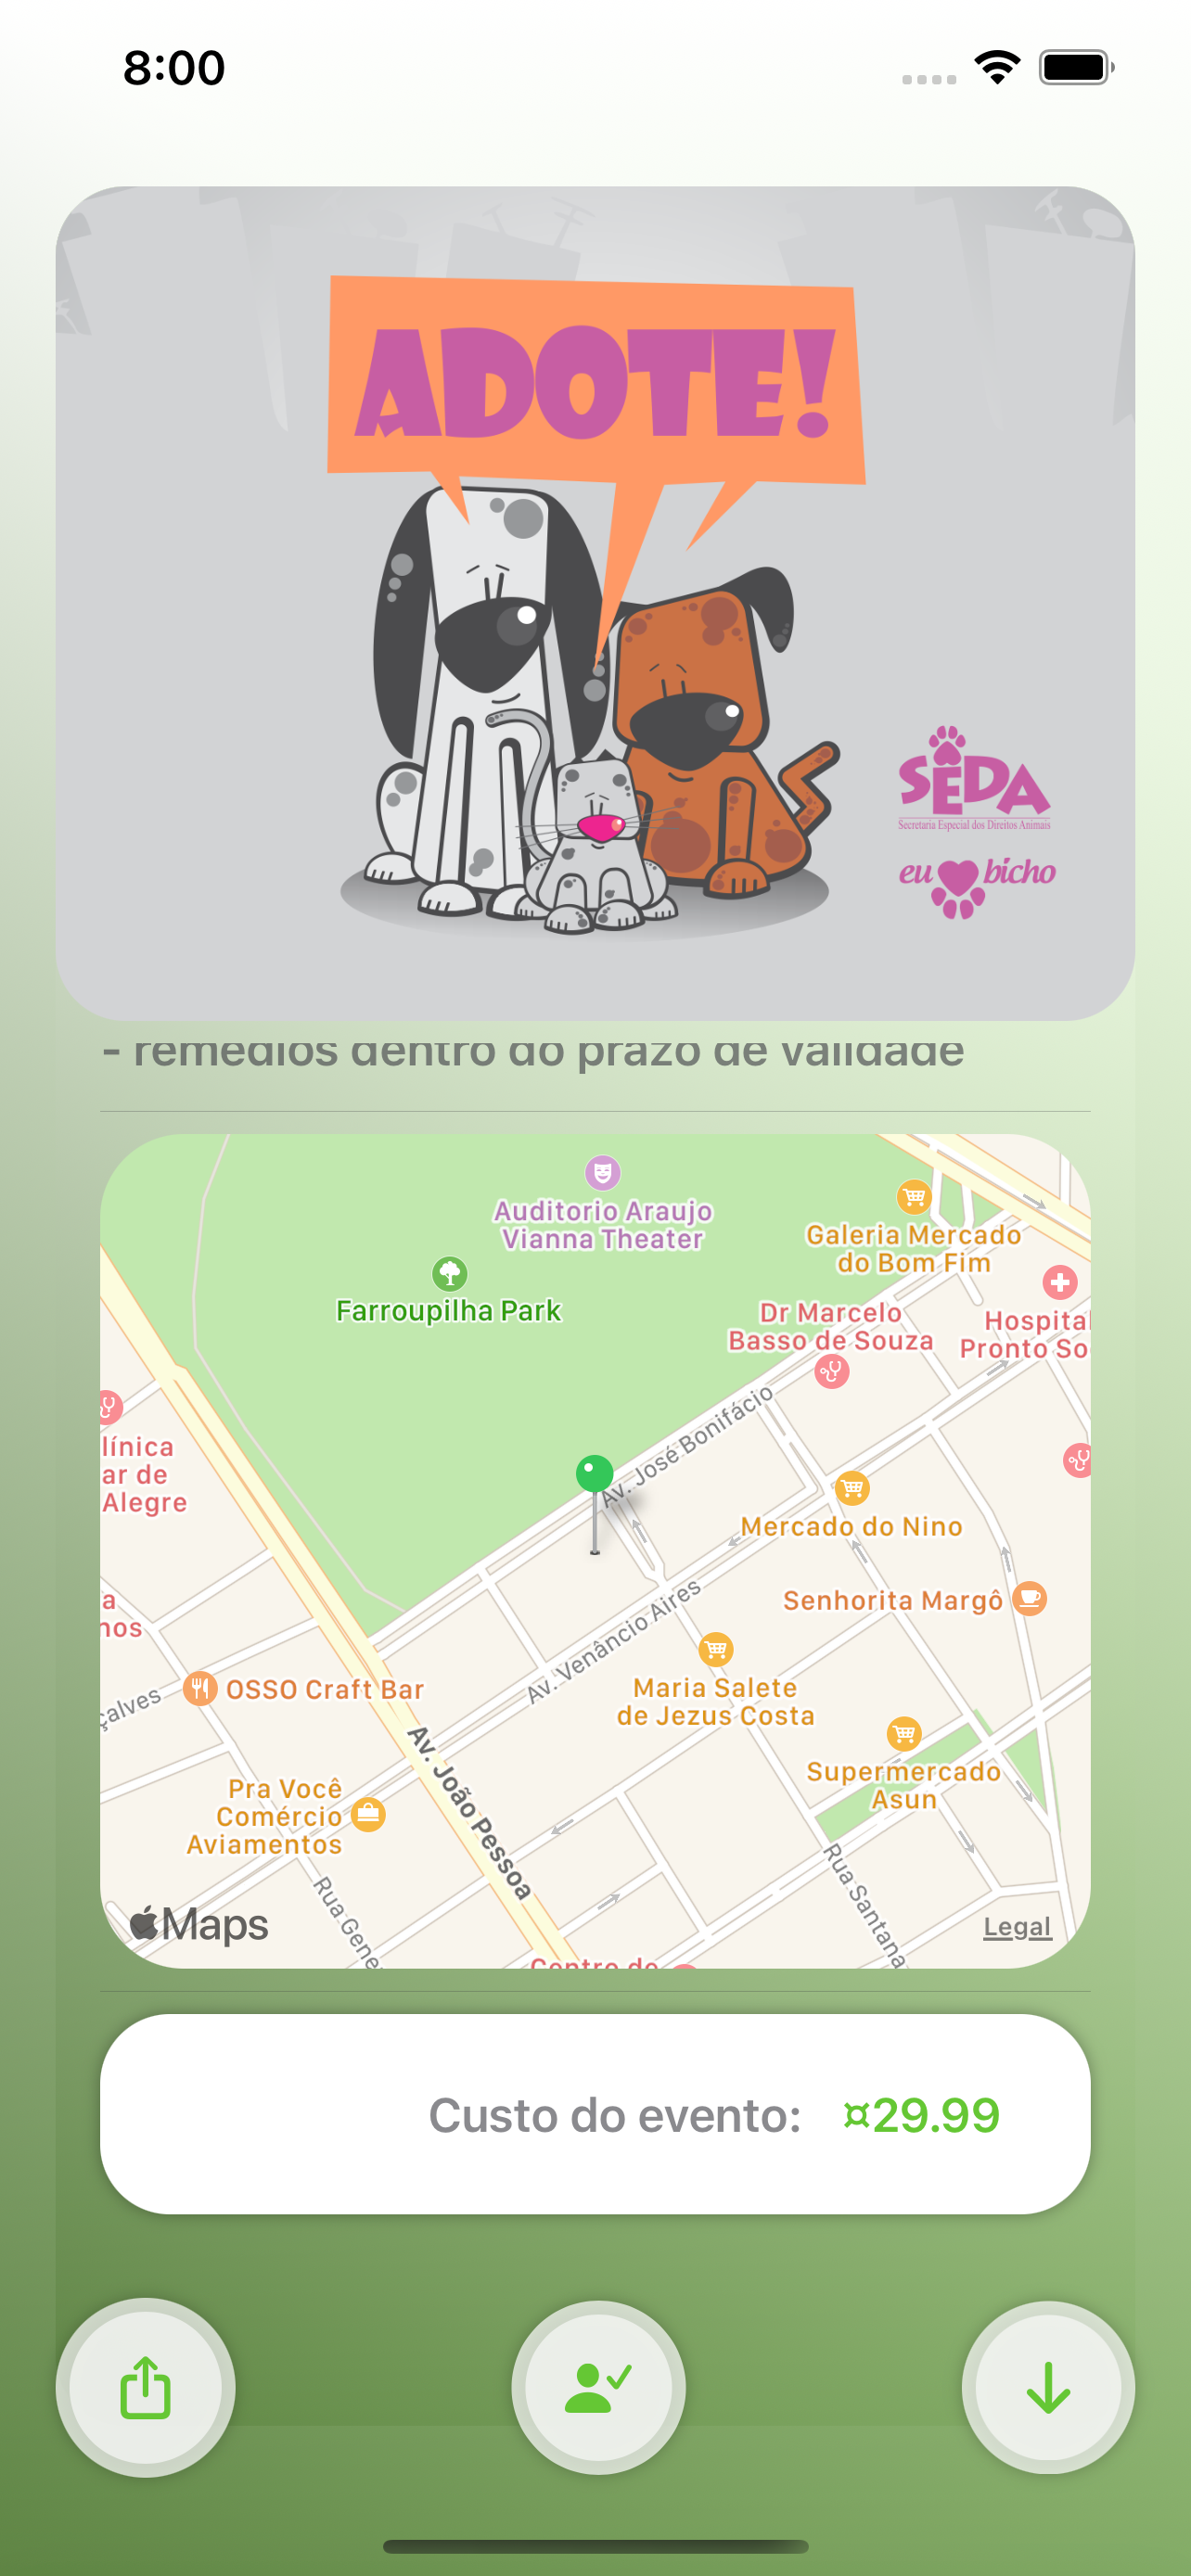 8:00
ADOTE!
SEDA
Secretaria Especial dos Direitos Animais
eu bicho
- remédios dentro do prazo de validade
Auditorio Araujo
Vianna Theater
Galeria Mercado
do Bom Fim
Farroupilha Park
Dr Marcelo
Basso de Souza
Hospital
Pronto So
Av. José Bonifácio
línica
ar de
Alegre
Mercado do Nino
a
nos
Senhorita Margô
Av. Venâncio Aires
OSSO Craft Bar
Maria Salete
de Jezus Costa
çalves
Av. João Pessoa
Supermercado
Asun
Pra Você
Comércio
Aviamentos
Rua Gene
Rua Santana
Maps
Legal
Centro de
Custo do evento: ¤29.99